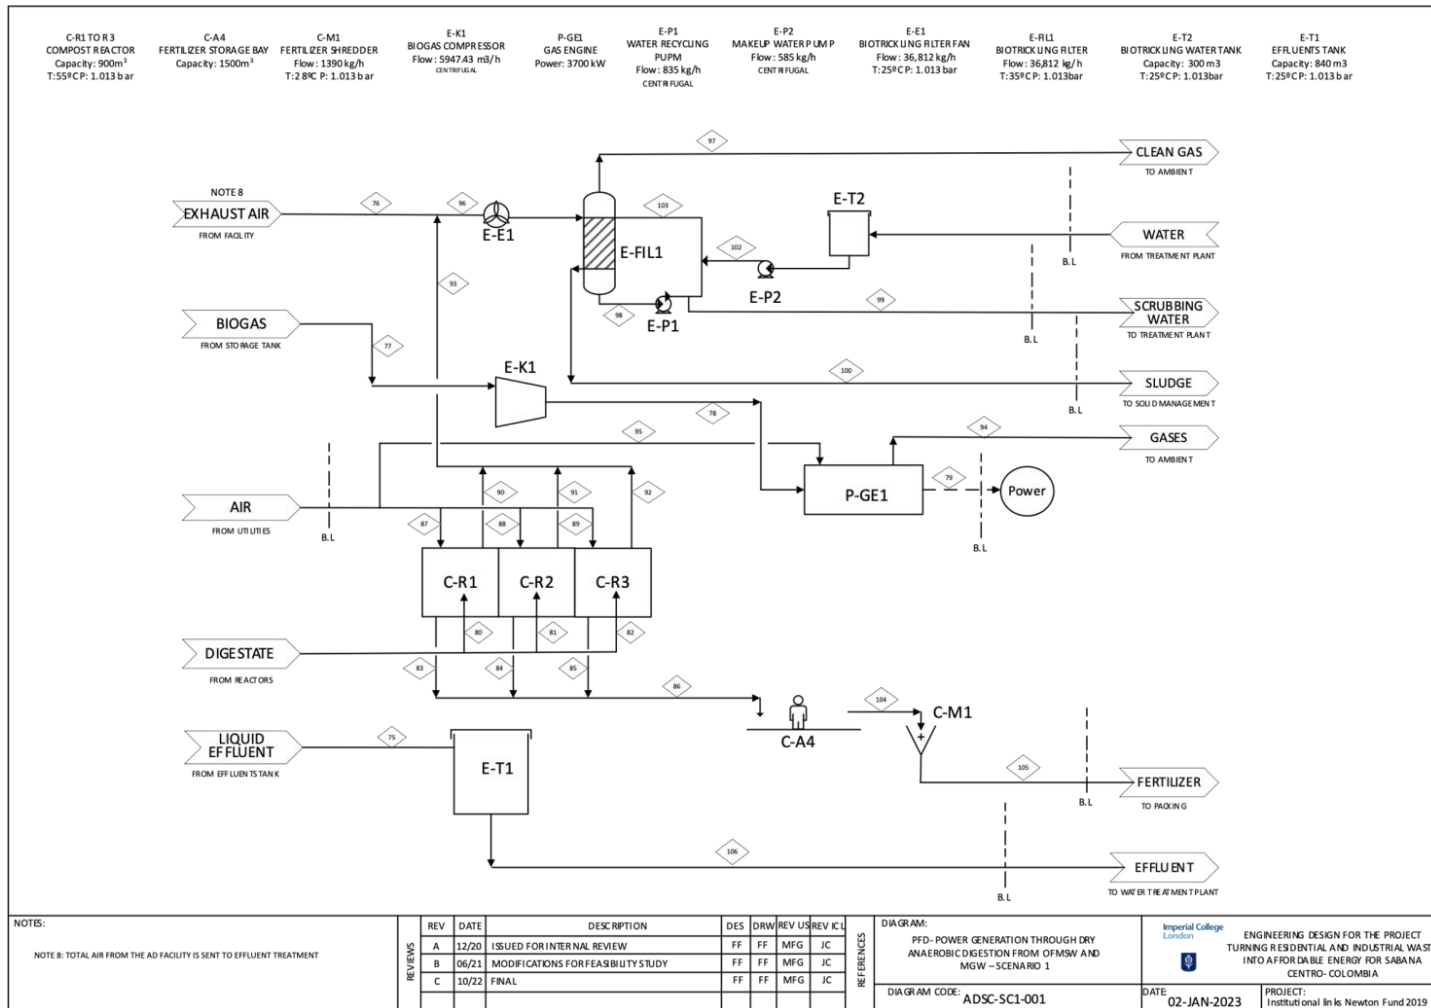 C-R1 TO R3
COMPOST REACTOR
Capacity: 900m³
T:55ºC P: 1.013 bar
C-A4
FERTILIZER STORAGE BAY
Capacity: 1500m³
C-M1
FERTILIZER SHREDDER
Flow: 1390 kg/h
T:28ºC P: 1.013 bar
E-K1
BIOGAS COMPRESSOR
Flow: 5947.43 m3/h
CENTRIFUGAL
P-GE1
GAS ENGINE
Power: 3700 kW
E-P1
WATER RECYCLING
PUPM
Flow: 835 kg/h
CENTRIFUGAL
E-P2
MAKEUP WATER PUMP
Flow: 585 kg/h
CENTRIFUGAL
E-E1
BIOTRICKLING FILTER FAN
Flow: 36,812 kg/h
T:25ºC P: 1.013bar
E-FIL1
BIOTRICKLING FILTER
Flow: 36,812 kg/h
T:35ºC P: 1.013bar
E-T2
BIOTRICKLING WATER TANK
Capacity: 300 m3
T:25ºC P: 1.013bar
E-T1
EFFLUENTS TANK
Capacity: 840 m3
T:25ºC P: 1.013bar
97
CLEAN GAS
TO AMBIENT
NOTE 8
EXHAUST AIR
FROM FACILITY
76
96
E-E1
103
E-FIL1
E-T2
102
E-P2
WATER
FROM TREATMENT PLANT
B.L
93
98
E-P1
99
SCRUBBING
WATER
TO TREATMENT PLANT
B.L
BIOGAS
FROM STORAGE TANK
77
E-K1
100
SLUDGE
TO SOLID MANAGEMENT
B.L
78
95
94
GASES
TO AMBIENT
P-GE1
79
Power
B.L
90
91
92
AIR
FROM UTILITIES
B.L
87
88
89
C-R1
C-R2
C-R3
80
81
82
DIGESTATE
FROM REACTORS
83
84
85
86
C-A4
104
C-M1
LIQUID
EFFLUENT
FROM EFFLUENTS TANK
75
E-T1
105
B.L
FERTILIZER
TO PACKING
106
B.L
EFFLUENT
TO WATER TREATMENT PLANT
NOTES:
NOTE 8: TOTAL AIR FROM THE AD FACILITY IS SENT TO EFFLUENT TREATMENT
REVIEWS
REV DATE DESCRIPTION DES DRW REV US REV ICL
A 12/20 ISSUED FOR INTERNAL REVIEW FF FF MFG JC
B 06/21 MODIFICATIONS FOR FEASIBILITY STUDY FF FF MFG JC
C 10/22 FINAL FF FF MFG JC
REFERENCES
DIAGRAM:
PFD- POWER GENERATION THROUGH DRY
ANAEROBIC DIGESTION FROM OFMSW AND
MGW – SCENARIO 1
DIAGRAM CODE: ADSC-SC1-001
Imperial College
London
ENGINEERING DESIGN FOR THE PROJECT
TURNING RESIDENTIAL AND INDUSTRIAL WAST
INTO AFFORDABLE ENERGY FOR SABANA
CENTRO- COLOMBIA
DATE
02-JAN-2023
PROJECT:
Institutional links Newton Fund 2019